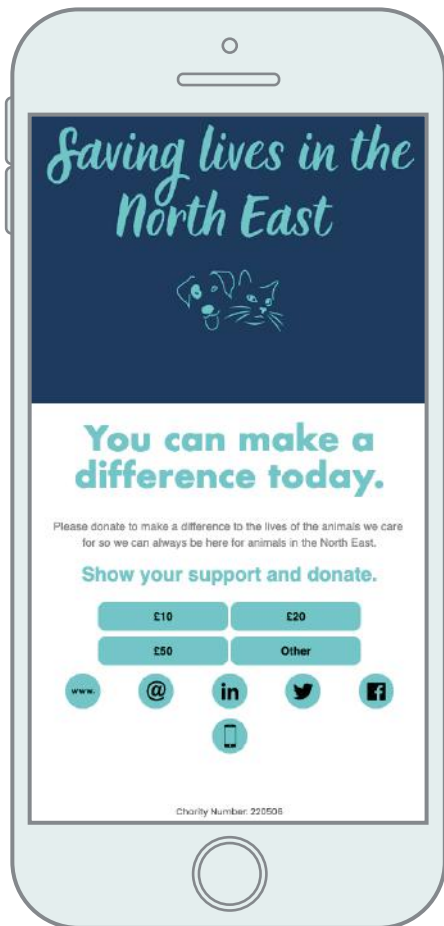 Saving lives in the
North East
You can make a
difference today.
Please donate to make a difference to the lives of the animals we care
for so we can always be here for animals in the North East.
Show your support and donate.
£10 £20
£50 Other
www. @ in
Charity Number: 220506